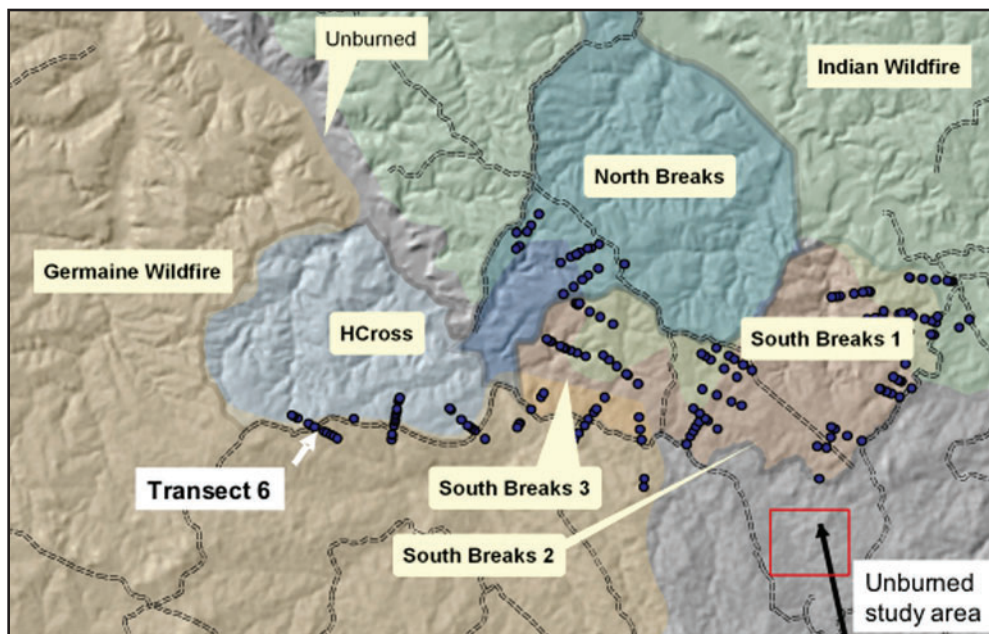 Unburned
Indian Wildfire
North Breaks
Germaine Wildfire
HCross
South Breaks 1
Transect 6
South Breaks 3
South Breaks 2
Unburned
study area